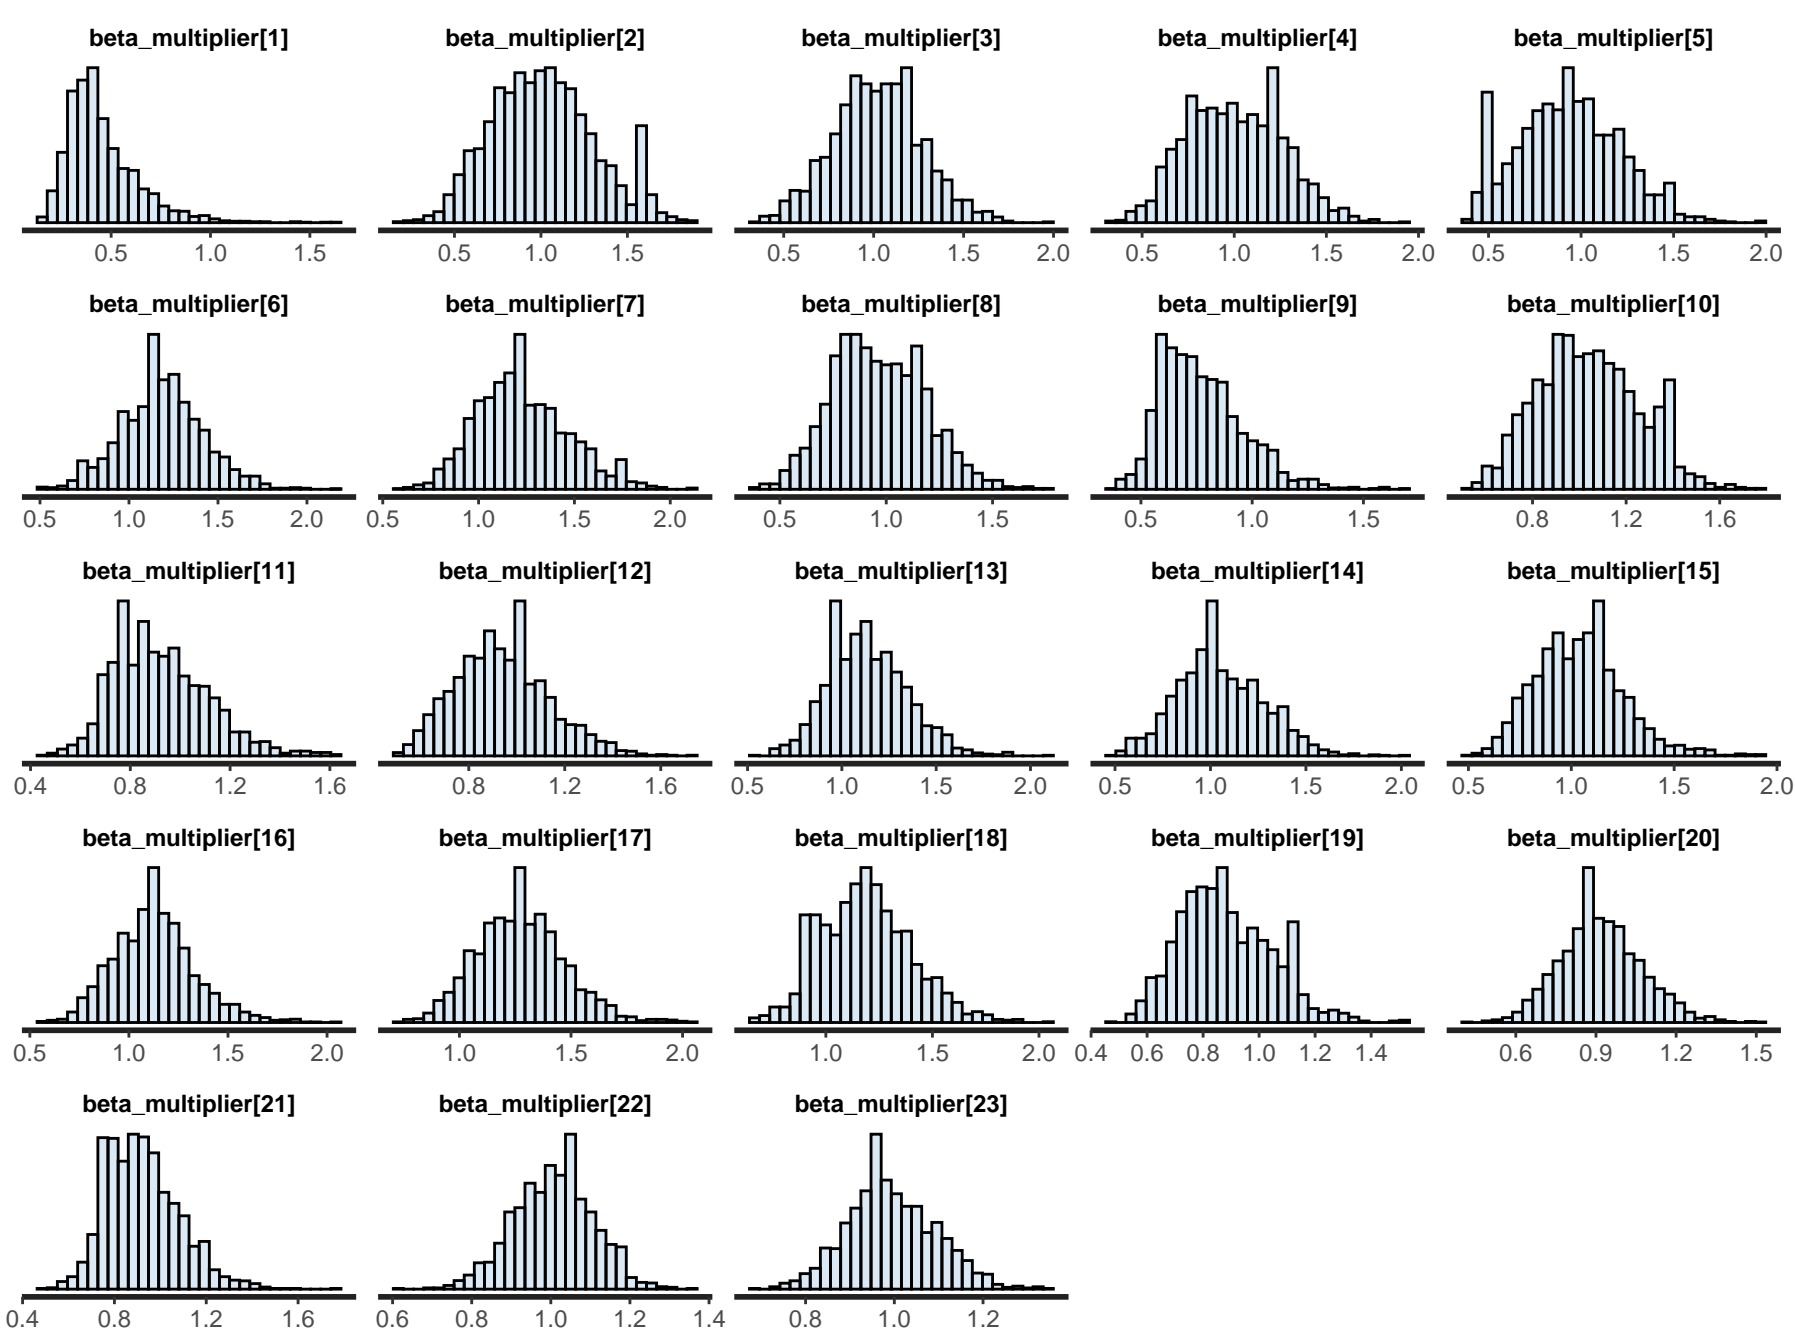 beta_multiplier[1] beta_multiplier[2] beta_multiplier[3] beta_multiplier[4] beta_multiplier[5]
0.5 1.0 1.5 0.5 1.0 1.5 0.5 1.0 1.5 2.0 0.5 1.0 1.5 2.0 0.5 1.0 1.5 2.0
beta_multiplier[6] beta_multiplier[7] beta_multiplier[8] beta_multiplier[9] beta_multiplier[10]
0.5 1.0 1.5 2.0 0.5 1.0 1.5 2.0 0.5 1.0 1.5 0.5 1.0 1.5 0.8 1.2 1.6
beta_multiplier[11] beta_multiplier[12] beta_multiplier[13] beta_multiplier[14] beta_multiplier[15]
0.4 0.8 1.2 1.6 0.8 1.2 1.6 0.5 1.0 1.5 2.0 0.5 1.0 1.5 2.0 0.5 1.0 1.5 2.0
beta_multiplier[16] beta_multiplier[17] beta_multiplier[18] beta_multiplier[19] beta_multiplier[20]
0.5 1.0 1.5 2.0 1.0 1.5 2.0 1.0 1.5 2.0 0.4 0.6 0.8 1.0 1.2 1.4 0.6 0.9 1.2 1.5
beta_multiplier[21] beta_multiplier[22] beta_multiplier[23]
0.4 0.8 1.2 1.6 0.6 0.8 1.0 1.2 1.4 0.8 1.0 1.2